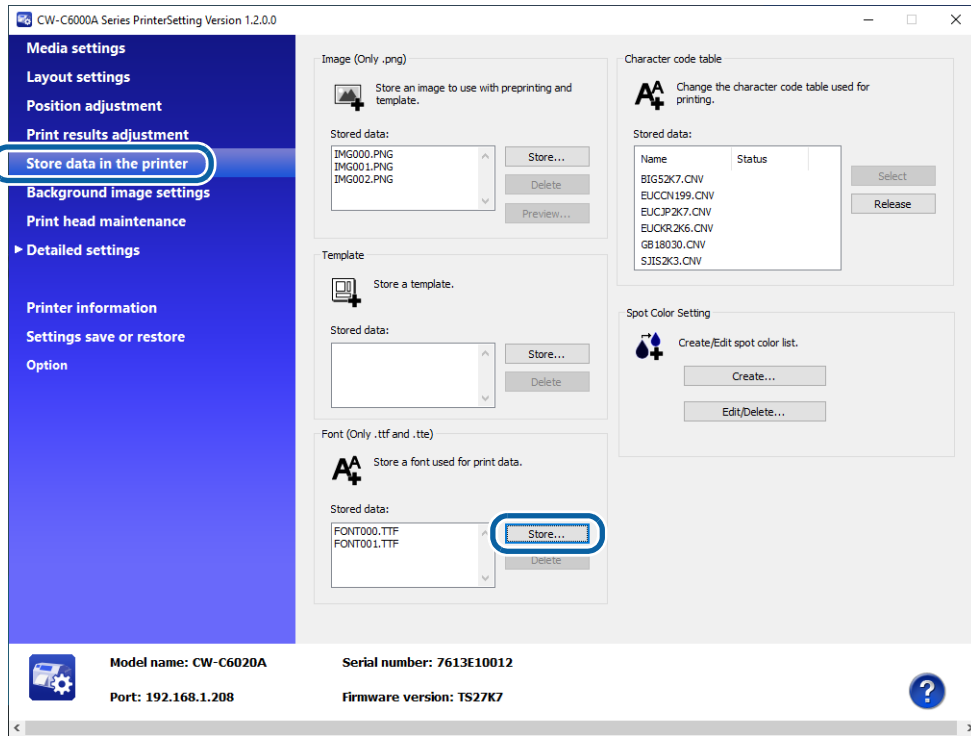 CW-C6000A Series PrinterSetting Version 1.2.0.0
Media settings
Layout settings
Position adjustment
Print results adjustment
Store data in the printer
Background image settings
Print head maintenance
Detailed settings
Printer information
Settings save or restore
Option
Image (Only .png)
Store an image to use with preprinting and
template.
Stored data:
IMG000.PNG
IMG001.PNG
IMG002.PNG
Store...
Delete
Preview...
Template
Store a template.
Stored data:
Store...
Delete
Font (Only .ttf and .tte)
Store a font used for print data.
Stored data:
FONT000.TTF
FONT001.TTF
Store...
Delete
Character code table
Change the character code table used for
printing.
Stored data:
Name Status
BIG52K7.CNV
EUCCN199.CNV
EUCJP2K7.CNV
EUCKR2K6.CNV
GB18030.CNV
SJIS2K3.CNV
Select
Release
Spot Color Setting
Create/Edit spot color list.
Create...
Edit/Delete...
Model name: CW-C6020A Serial number: 7613E10012
Port: 192.168.1.208 Firmware version: TS27K7